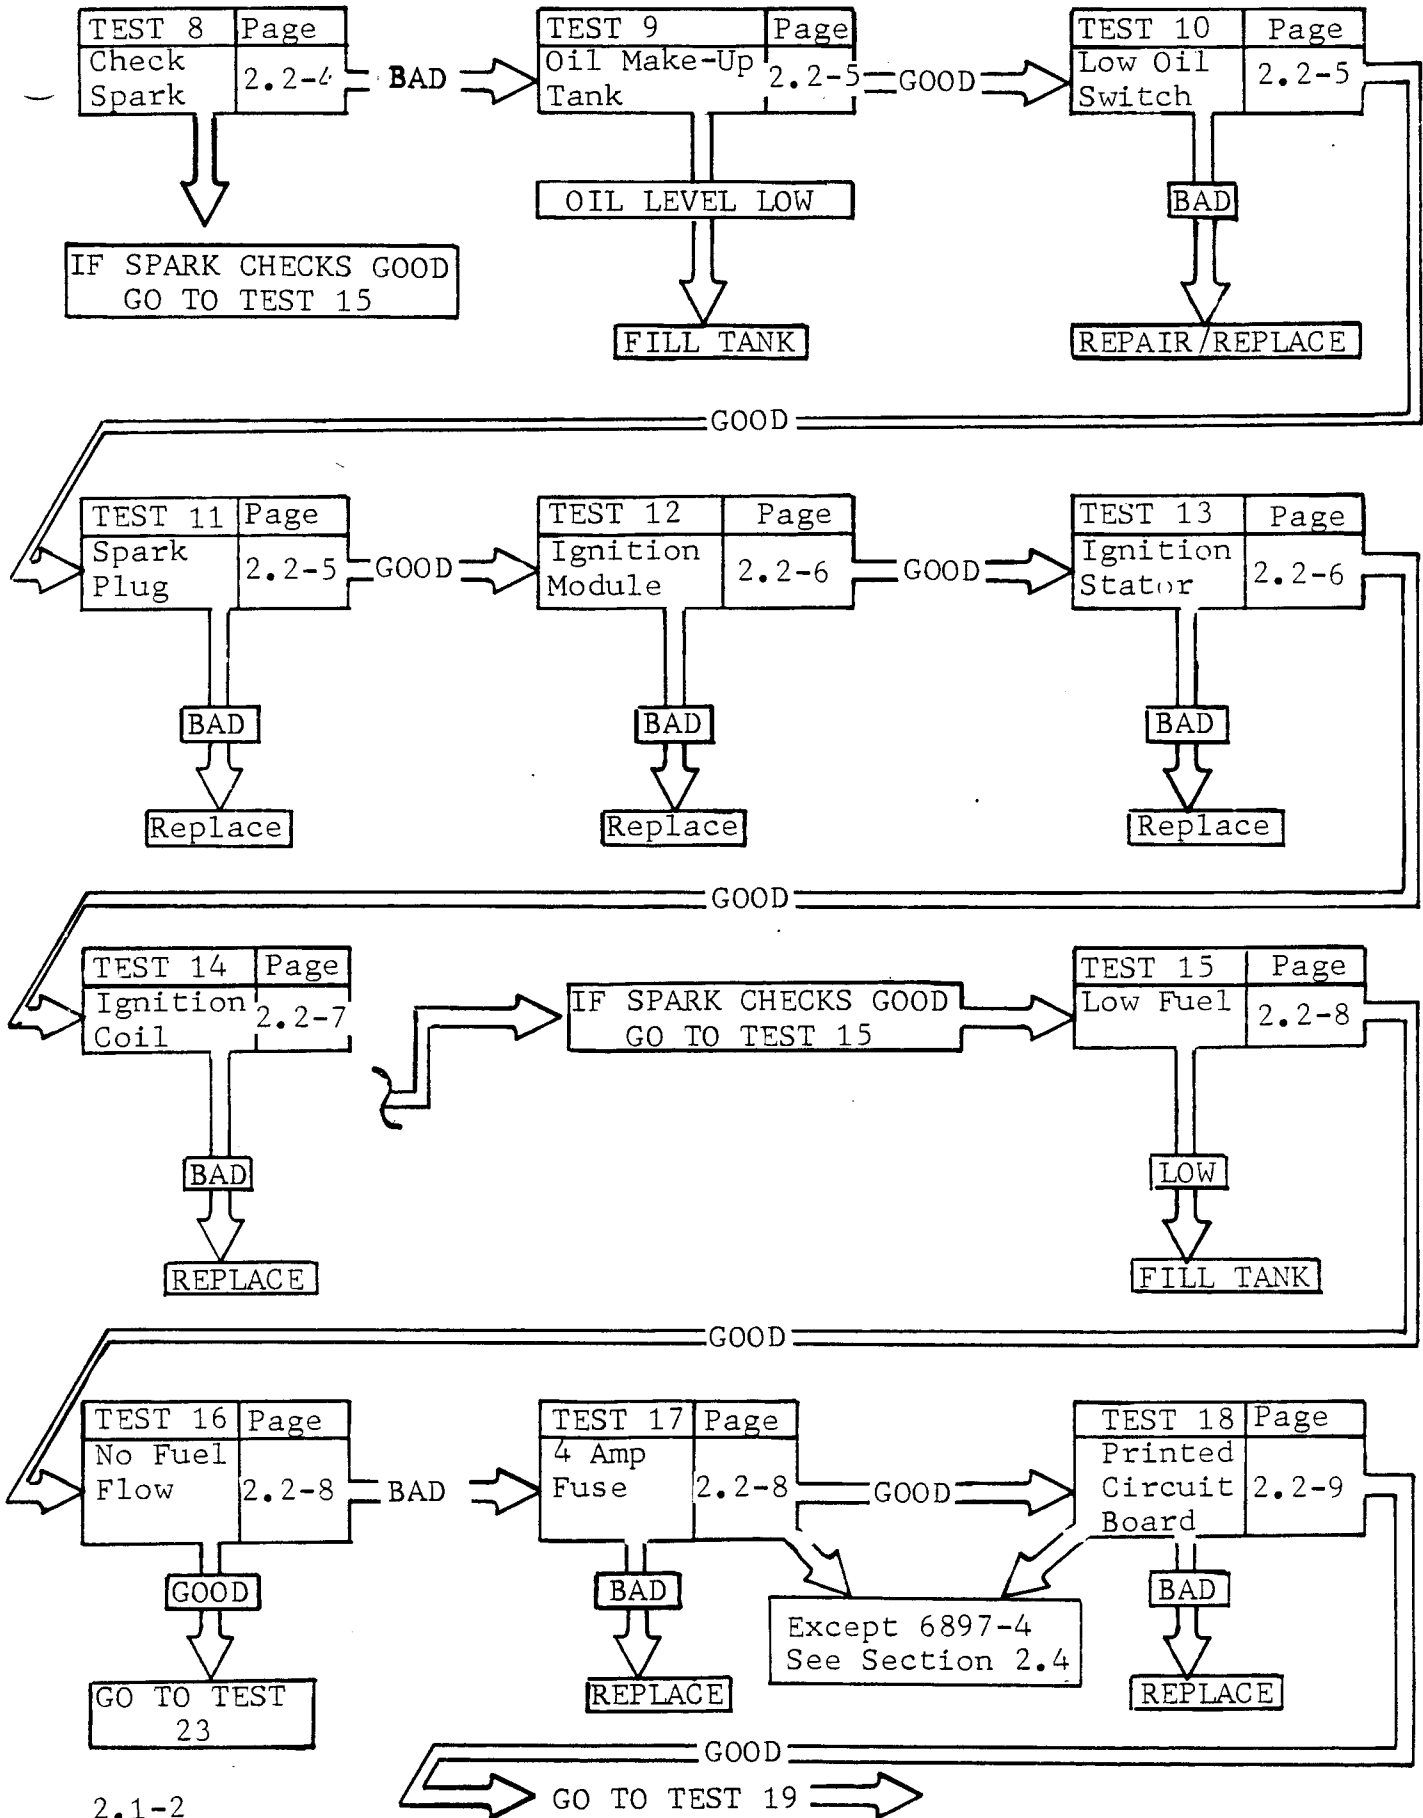 TEST 8 Page
Check
Spark
2.2-4
BAD
TEST 9 Page
Oil Make-Up
Tank
2.2-5
GOOD
TEST 10 Page
Low Oil
Switch
2.2-5
IF SPARK CHECKS GOOD
GO TO TEST 15
OIL LEVEL LOW
FILL TANK
BAD
REPAIR/REPLACE
GOOD
TEST 11 Page
Spark
Plug
2.2-5
GOOD
TEST 12 Page
Ignition
Module
2.2-6
GOOD
TEST 13 Page
Ignition
Stator
2.2-6
BAD
BAD
BAD
Replace
Replace
Replace
GOOD
TEST 14 Page
Ignition
Coil
2.2-7
IF SPARK CHECKS GOOD
GO TO TEST 15
TEST 15 Page
Low Fuel
2.2-8
BAD
LOW
REPLACE
FILL TANK
GOOD
TEST 16 Page
No Fuel
Flow
2.2-8
BAD
TEST 17 Page
4 Amp
Fuse
2.2-8
GOOD
TEST 18 Page
Printed
Circuit
Board
2.2-9
GOOD
BAD
BAD
Except 6897-4
See Section 2.4
GO TO TEST
23
REPLACE
REPLACE
GOOD
GO TO TEST 19
2.1-2